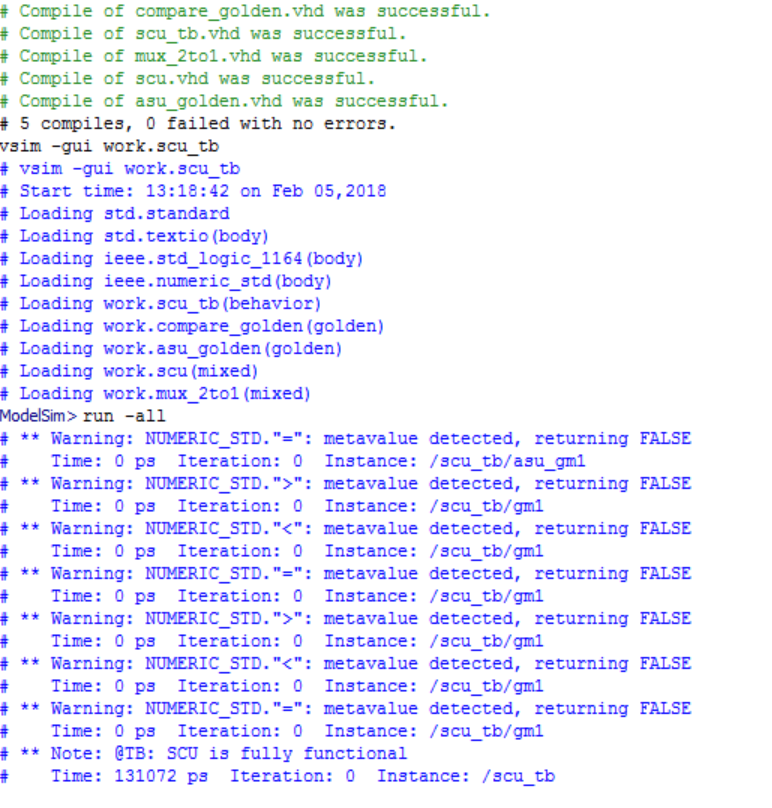 # Compile of compare_golden.vhd was successful.
# Compile of scu_tb.vhd was successful.
# Compile of mux_2to1.vhd was successful.
# Compile of scu.vhd was successful.
# Compile of asu_golden.vhd was successful.
# 5 compiles, 0 failed with no errors.
vsim -gui work.scu_tb
# vsim -gui work.scu_tb
# Start time: 13:18:42 on Feb 05,2018
# Loading std.standard
# Loading std.textio(body)
# Loading ieee.std_logic_1164(body)
# Loading ieee.numeric_std(body)
# Loading work.scu_tb(behavior)
# Loading work.compare_golden(golden)
# Loading work.asu_golden(golden)
# Loading work.scu(mixed)
# Loading work.mux_2to1(mixed)
ModelSim> run -all
# ** Warning: NUMERIC_STD."=": metavalue detected, returning FALSE
#    Time: 0 ps  Iteration: 0  Instance: /scu_tb/asu_gm1
# ** Warning: NUMERIC_STD.">": metavalue detected, returning FALSE
#    Time: 0 ps  Iteration: 0  Instance: /scu_tb/gm1
# ** Warning: NUMERIC_STD."<": metavalue detected, returning FALSE
#    Time: 0 ps  Iteration: 0  Instance: /scu_tb/gm1
# ** Warning: NUMERIC_STD."=": metavalue detected, returning FALSE
#    Time: 0 ps  Iteration: 0  Instance: /scu_tb/gm1
# ** Warning: NUMERIC_STD.">": metavalue detected, returning FALSE
#    Time: 0 ps  Iteration: 0  Instance: /scu_tb/gm1
# ** Warning: NUMERIC_STD."<": metavalue detected, returning FALSE
#    Time: 0 ps  Iteration: 0  Instance: /scu_tb/gm1
# ** Warning: NUMERIC_STD."=": metavalue detected, returning FALSE
#    Time: 0 ps  Iteration: 0  Instance: /scu_tb/gm1
# ** Note: @TB: SCU is fully functional
#    Time: 131072 ps  Iteration: 0  Instance: /scu_tb